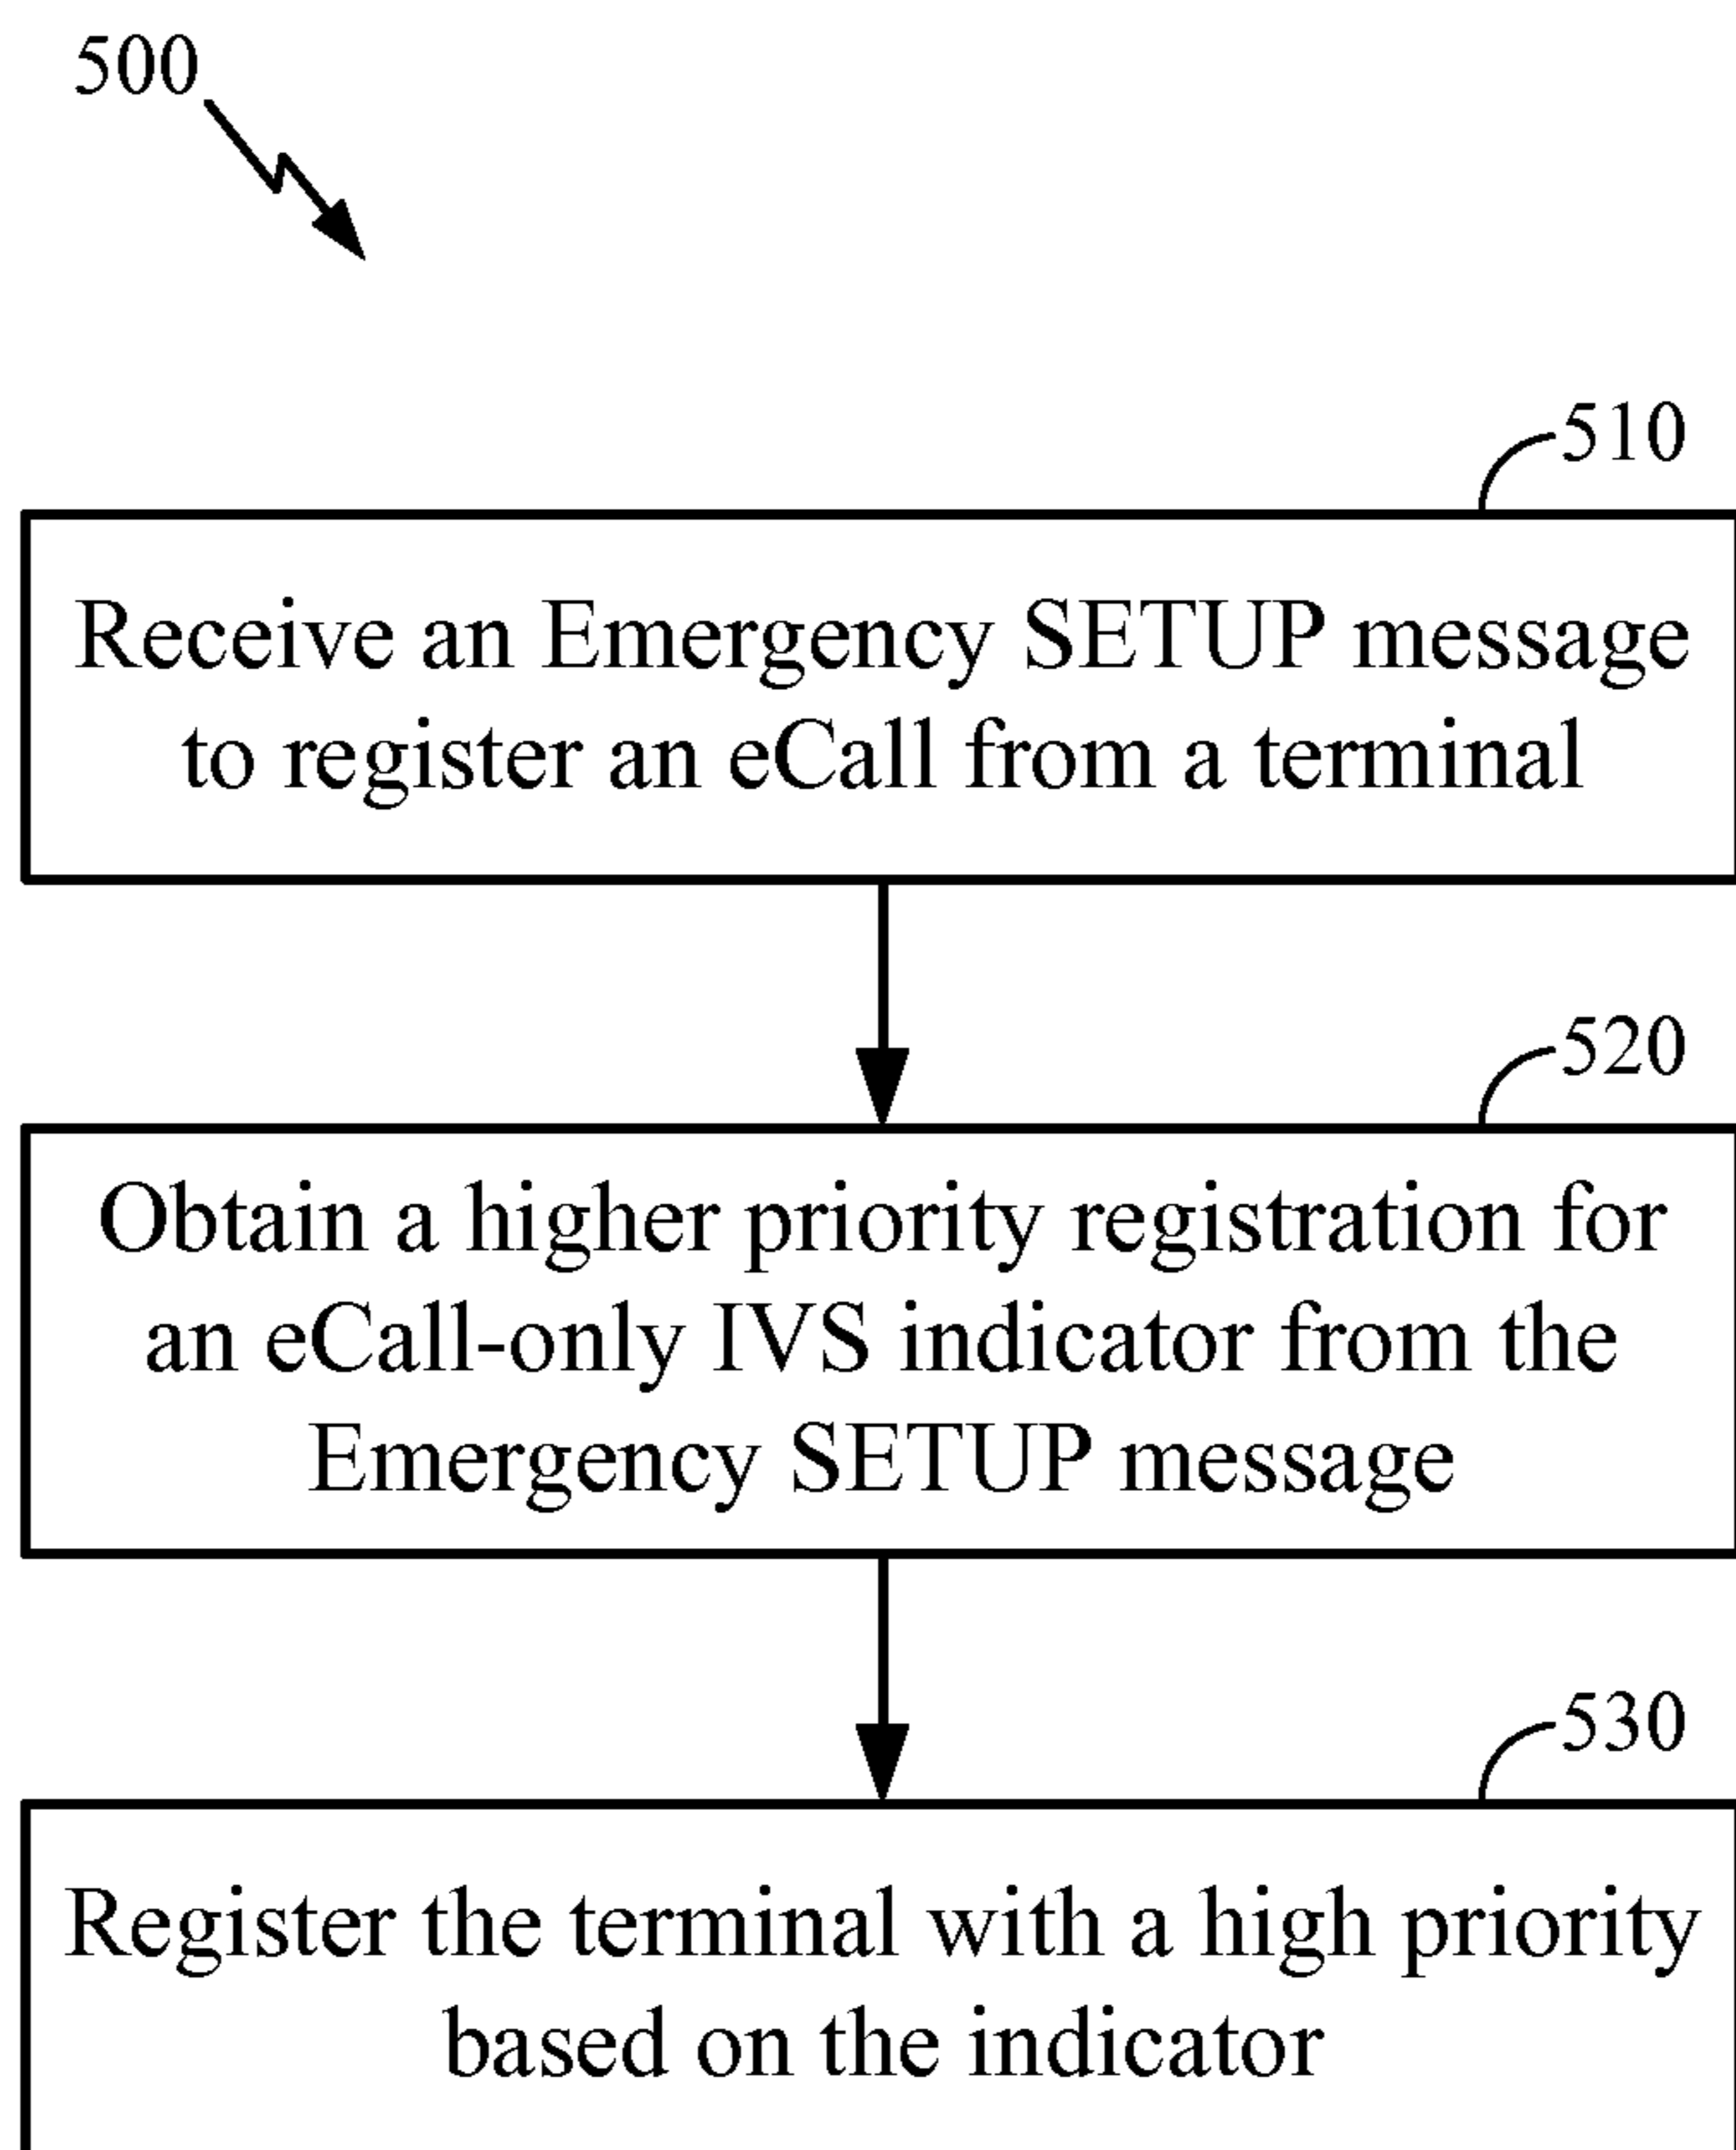 500
510
Receive an Emergency SETUP message
to register an eCall from a terminal
520
Obtain a higher priority registration for
an eCall-only IVS indicator from the
Emergency SETUP message
530
Register the terminal with a high priority
based on the indicator